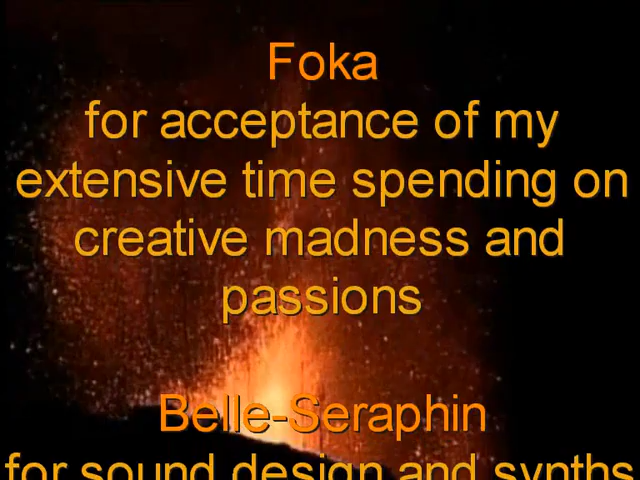 Foka
for acceptance of my
extensive time spending on
creative madness and
passions
Belle-Seraphin
for sound design and synths